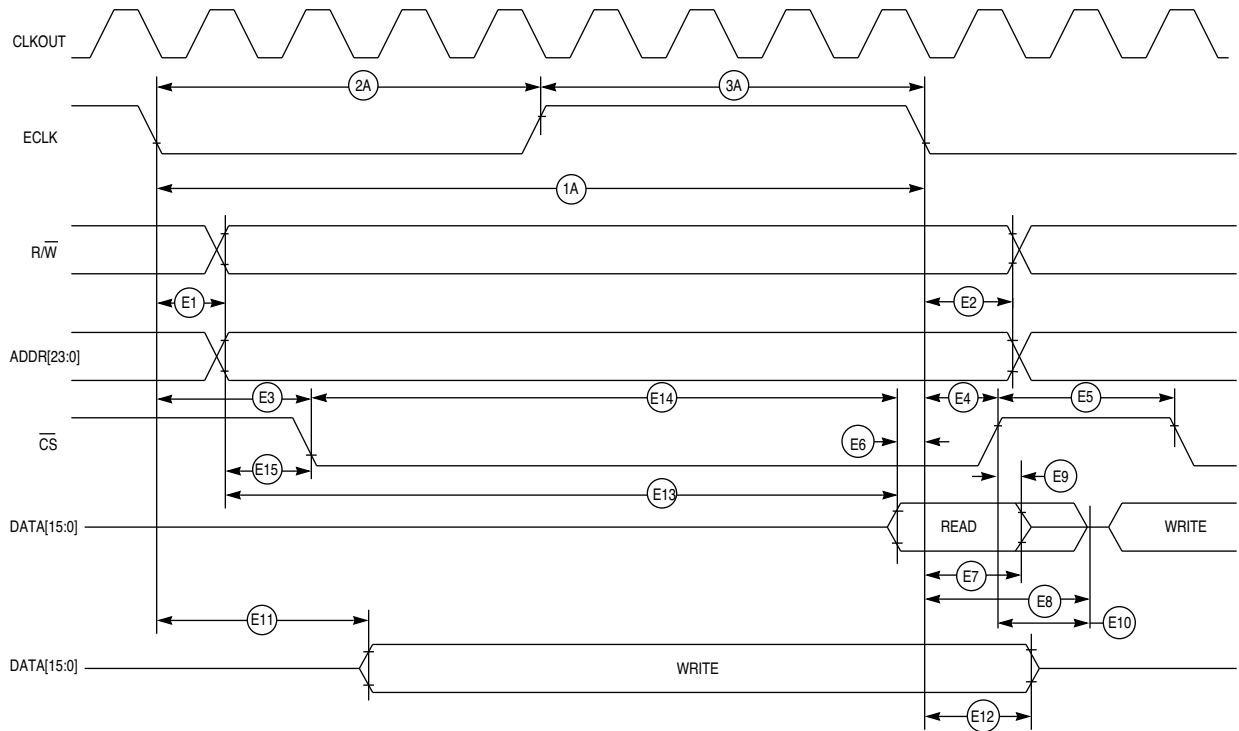 CLKOUT
2A 3A
ECLK
1A
R/W
E1 E2
ADDR[23:0]
E3 E14 E4 E5
CS
E6
E15 E9
E13
DATA[15:0] READ WRITE
E7
E8
E11 E10
DATA[15:0] WRITE
E12